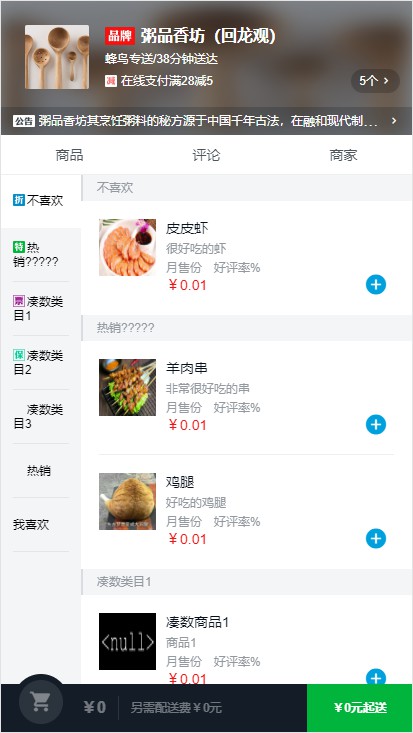 品牌 粥品香坊（回龙观）
蜂鸟专送/38分钟送达
减 在线支付满28减5
5个 >
公告 粥品香坊其烹饪粥料的秘方源于中国千年古法，在融和现代制... >
商品 评论 商家
折 不喜欢
特 热销?????
票 凑数类目1
保 凑数类目2
凑数类目3
热销
我喜欢
不喜欢
皮皮虾
很好吃的虾
月售份 好评率%
￥0.01
热销?????
羊肉串
非常很好吃的串
月售份 好评率%
￥0.01
鸡腿
好吃的鸡腿
月售份 好评率%
￥0.01
凑数类目1
<null>
凑数商品1
商品1
月售份 好评率%
￥0.01
￥0 另需配送费￥0元 ￥0元起送